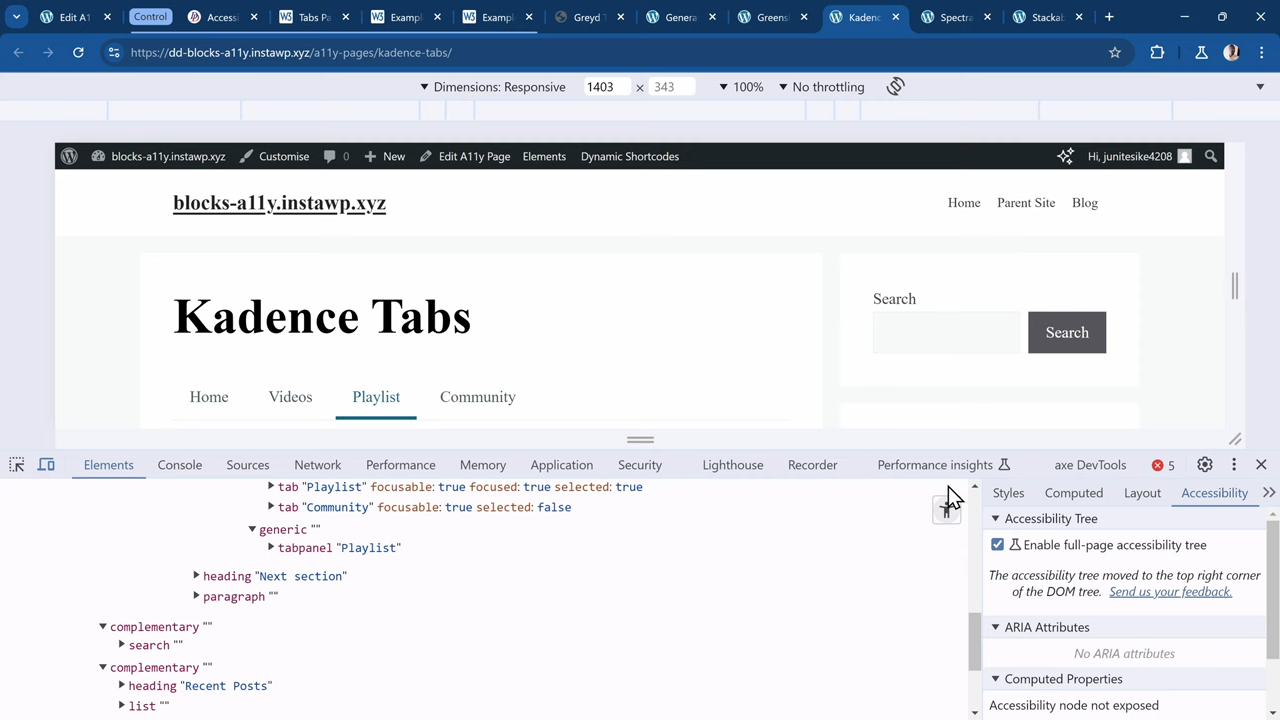 Edit A1
Control
Accessi
Tabs Pa
Example
Exampl
Greyd T
Genera
Greensh
Kadenc
Spectra
Stackab
https://dd-blocks-a11y.instawp.xyz/a11y-pages/kadence-tabs/
Dimensions: Responsive 1403 × 343 100% No throttling
blocks-a11y.instawp.xyz Customise 0 New Edit A11y Page Elements Dynamic Shortcodes Hi, junitesike4208
blocks-a11y.instawp.xyz
Home Parent Site Blog
Kadence Tabs
Search
Search
Home Videos Playlist Community
Elements Console Sources Network Performance Memory Application Security Lighthouse Recorder Performance insights axe DevTools 5
tab "Playlist" focusable: true focused: true selected: true
tab "Community" focusable: true selected: false
generic ""
tabpanel "Playlist"
heading "Next section"
paragraph ""
complementary ""
search ""
complementary ""
heading "Recent Posts"
list ""
Styles Computed Layout Accessibility
Accessibility Tree
Enable full-page accessibility tree
The accessibility tree moved to the top right corner
of the DOM tree. Send us your feedback.
ARIA Attributes
No ARIA attributes
Computed Properties
Accessibility node not exposed